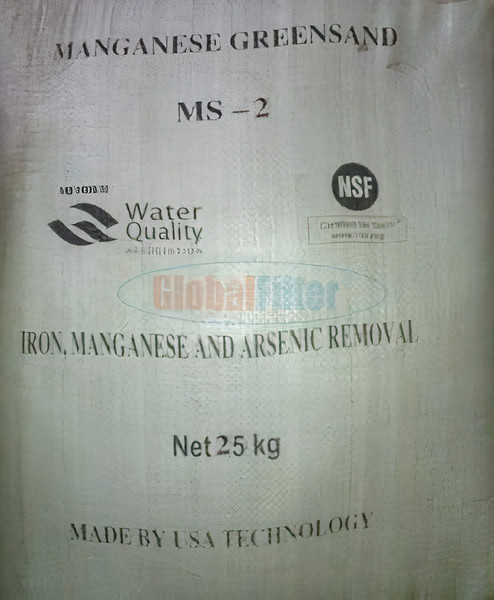 MANGANESE GREENSAND
MS – 2
NSF
Water
Quality
GlobalFilter
IRON, MANGANESE AND ARSENIC REMOVAL
Net 25 kg
MADE BY USA TECHNOLOGY